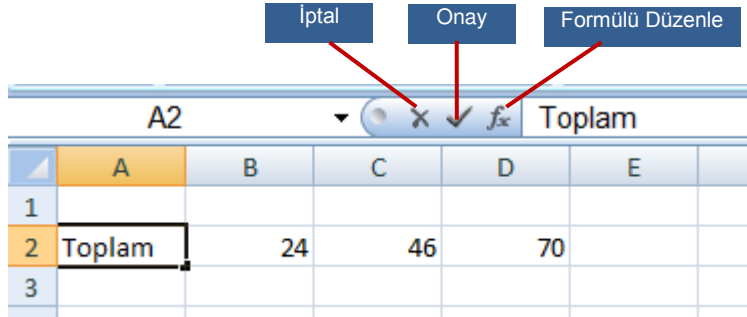 İptal Onay Formülü Düzenle
A2 fx Toplam
A B C D E
1
2 Toplam 24 46 70
3